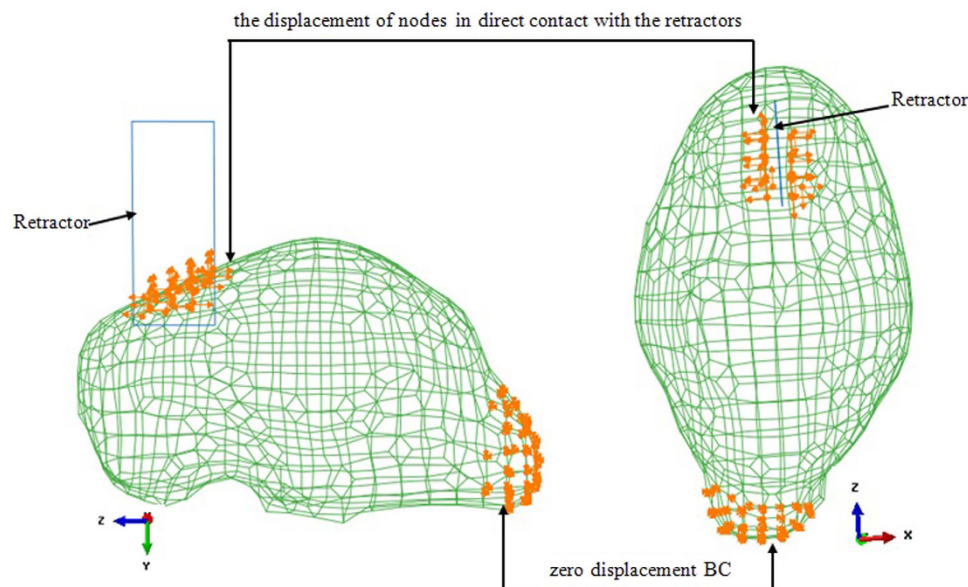 the displacement of nodes in direct contact with the retractors
Retractor
Retractor
Z
Y
Z
X
zero displacement BC